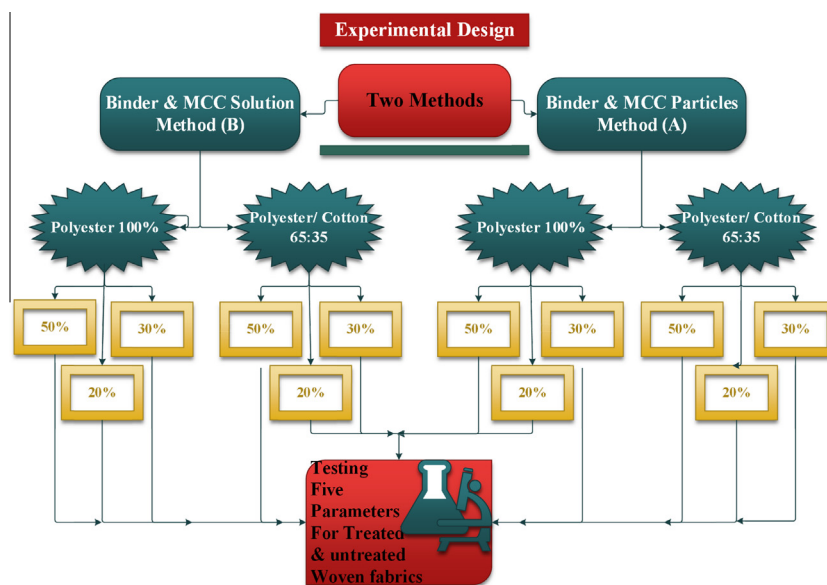 Experimental Design
Binder & MCC Solution
Method (B)
Two Methods
Binder & MCC Particles
Method (A)
Polyester 100%
Polyester/ Cotton
65:35
Polyester 100%
Polyester/ Cotton
65:35
50%
30%
50%
30%
50%
30%
50%
30%
20%
20%
20%
20%
Testing
Five
Parameters
For Treated
& untreated
Woven fabrics